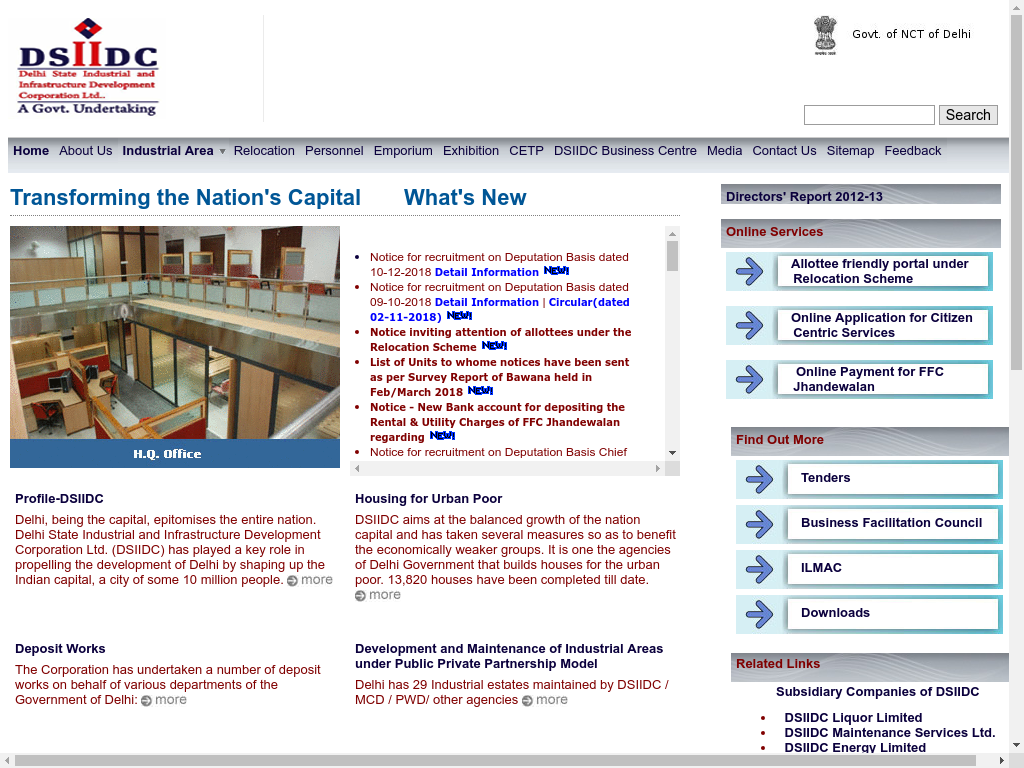 DSIIDC
Delhi State Industrial and
Infrastructure Development
Corporation Ltd..
A Govt. Undertaking
Govt. of NCT of Delhi
Search
Home About Us Industrial Area Relocation Personnel Emporium Exhibition CETP DSIIDC Business Centre Media Contact Us Sitemap Feedback
Transforming the Nation's Capital
What's New
H.Q. Office
Notice for recruitment on Deputation Basis dated
10-12-2018 Detail Information NEW!
Notice for recruitment on Deputation Basis dated
09-10-2018 Detail Information | Circular(dated
02-11-2018) NEW!
Notice inviting attention of allottees under the
Relocation Scheme NEW!
List of Units to whome notices have been sent
as per Survey Report of Bawana held in
Feb/March 2018 NEW!
Notice - New Bank account for depositing the
Rental & Utility Charges of FFC Jhandewalan
regarding NEW!
Notice for recruitment on Deputation Basis Chief
Profile-DSIIDC
Delhi, being the capital, epitomises the entire nation.
Delhi State Industrial and Infrastructure Development
Corporation Ltd. (DSIIDC) has played a key role in
propelling the development of Delhi by shaping up the
Indian capital, a city of some 10 million people. more
Housing for Urban Poor
DSIIDC aims at the balanced growth of the nation
capital and has taken several measures so as to benefit
the economically weaker groups. It is one the agencies
of Delhi Government that builds houses for the urban
poor. 13,820 houses have been completed till date.
more
Deposit Works
The Corporation has undertaken a number of deposit
works on behalf of various departments of the
Government of Delhi: more
Development and Maintenance of Industrial Areas
under Public Private Partnership Model
Delhi has 29 Industrial estates maintained by DSIIDC /
MCD / PWD/ other agencies more
Directors' Report 2012-13
Online Services
Allottee friendly portal under
Relocation Scheme
Online Application for Citizen
Centric Services
Online Payment for FFC
Jhandewalan
Find Out More
Tenders
Business Facilitation Council
ILMAC
Downloads
Related Links
Subsidiary Companies of DSIIDC
DSIIDC Liquor Limited
DSIIDC Maintenance Services Ltd.
DSIIDC Energy Limited